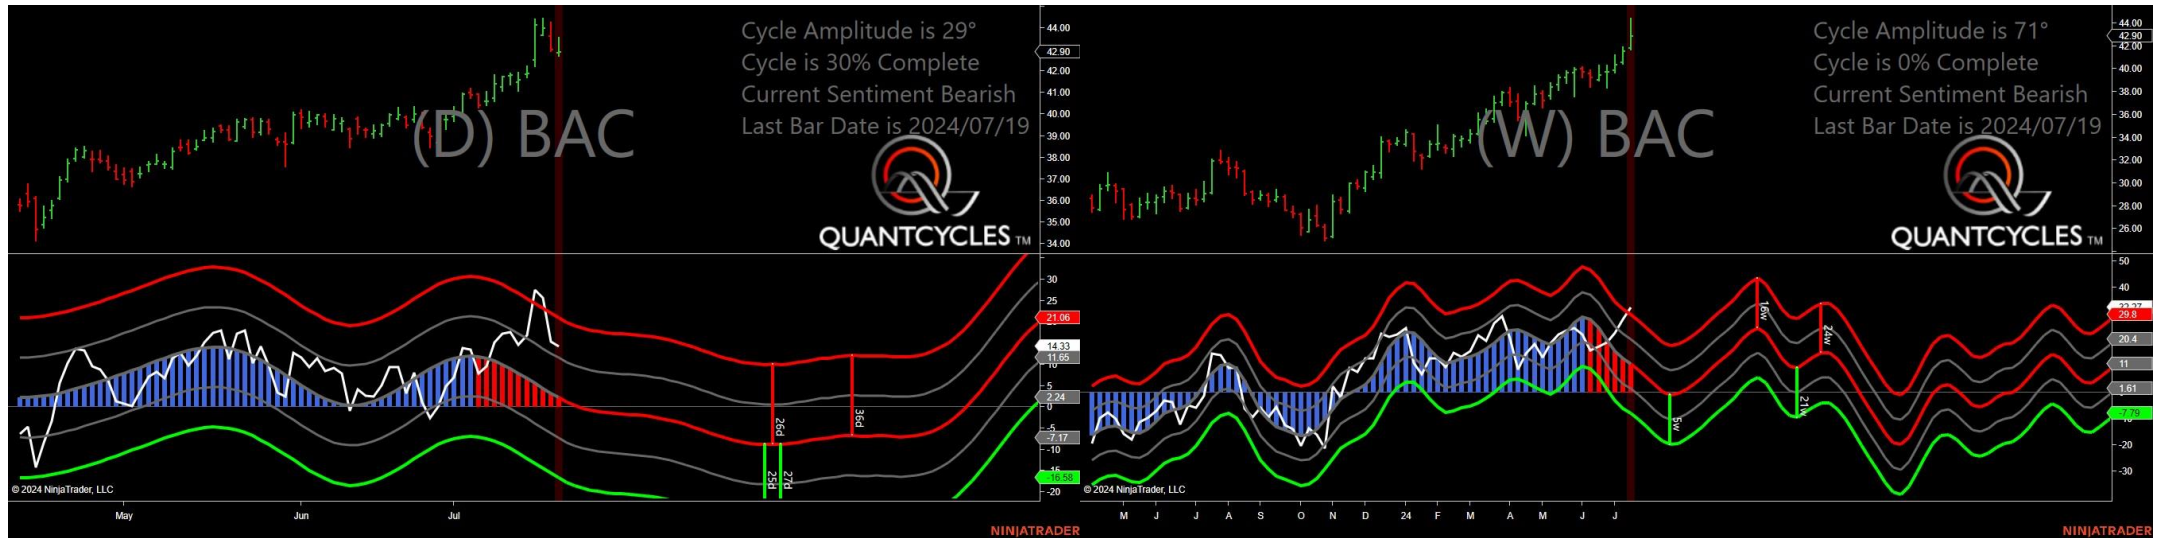 Cycle Amplitude is 29°
Cycle is 30% Complete
Current Sentiment Bearish
Last Bar Date is 2024/07/19
(D) BAC
QUANTCYCLES TM
44.00
42.90
42.00
41.00
40.00
39.00
38.00
37.00
36.00
35.00
34.00
30
25
21.06
14.33
11.65
10
5
2.24
0
-5
-7.17
-10
-15
-16.58
-20
26d
36d
25d
27d
© 2024 NinjaTrader, LLC
May
Jun
Jul
NINJATRADER
Cycle Amplitude is 71°
Cycle is 0% Complete
Current Sentiment Bearish
Last Bar Date is 2024/07/19
(W) BAC
QUANTCYCLES TM
44.00
42.90
42.00
40.00
38.00
36.00
34.00
32.00
30.00
28.00
26.00
50
40
29.8
20.4
11
1.61
-7.79
-20
-30
16w
24w
5w
21w
© 2024 NinjaTrader, LLC
M
J
J
A
S
O
N
D
24
F
M
A
M
J
J
NINJATRADER